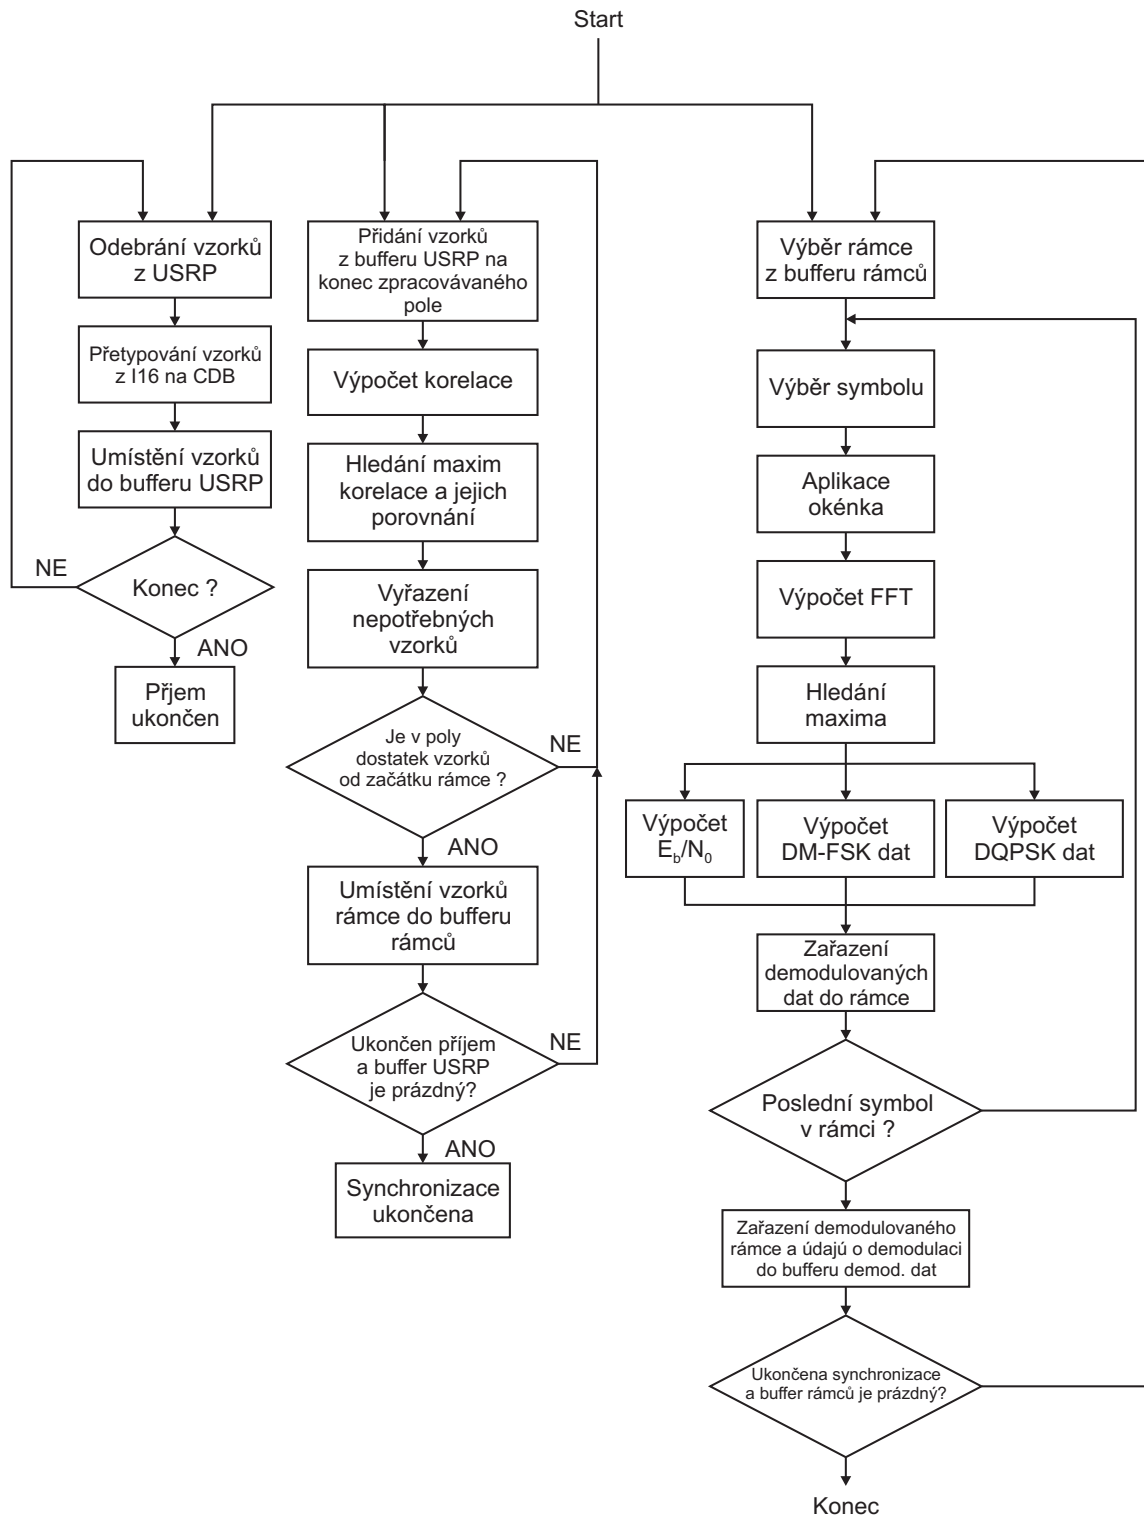 Start
Odebrání vzorků
z USRP
Přetypování vzorků
z I16 na CDB
Umístění vzorků
do bufferu USRP
NE
Konec ?
ANO
Přjem
ukončen
Přidání vzorků
z bufferu USRP na
konec zpracovávaného
pole
Výpočet korelace
Hledání maxim
korelace a jejich
porovnání
Vyřazení
nepotřebných
vzorků
Je v poly
dostatek vzorků
od začátku rámce ?
NE
ANO
Umístění vzorků
rámce do bufferu
rámců
Ukončen příjem
a buffer USRP
je prázdný?
NE
ANO
Synchronizace
ukončena
Výběr rámce
z bufferu rámců
Výběr symbolu
Aplikace
okénka
Výpočet FFT
Hledání
maxima
Výpočet
E_b/N_0
Výpočet
DM-FSK dat
Výpočet
DQPSK dat
Zařazení
demodulovaných
dat do rámce
Poslední symbol
v rámci ?
Zařazení demodulovaného
rámce a údajú o demodulaci
do bufferu demod. dat
Ukončena synchronizace
a buffer rámců je prázdný?
Konec